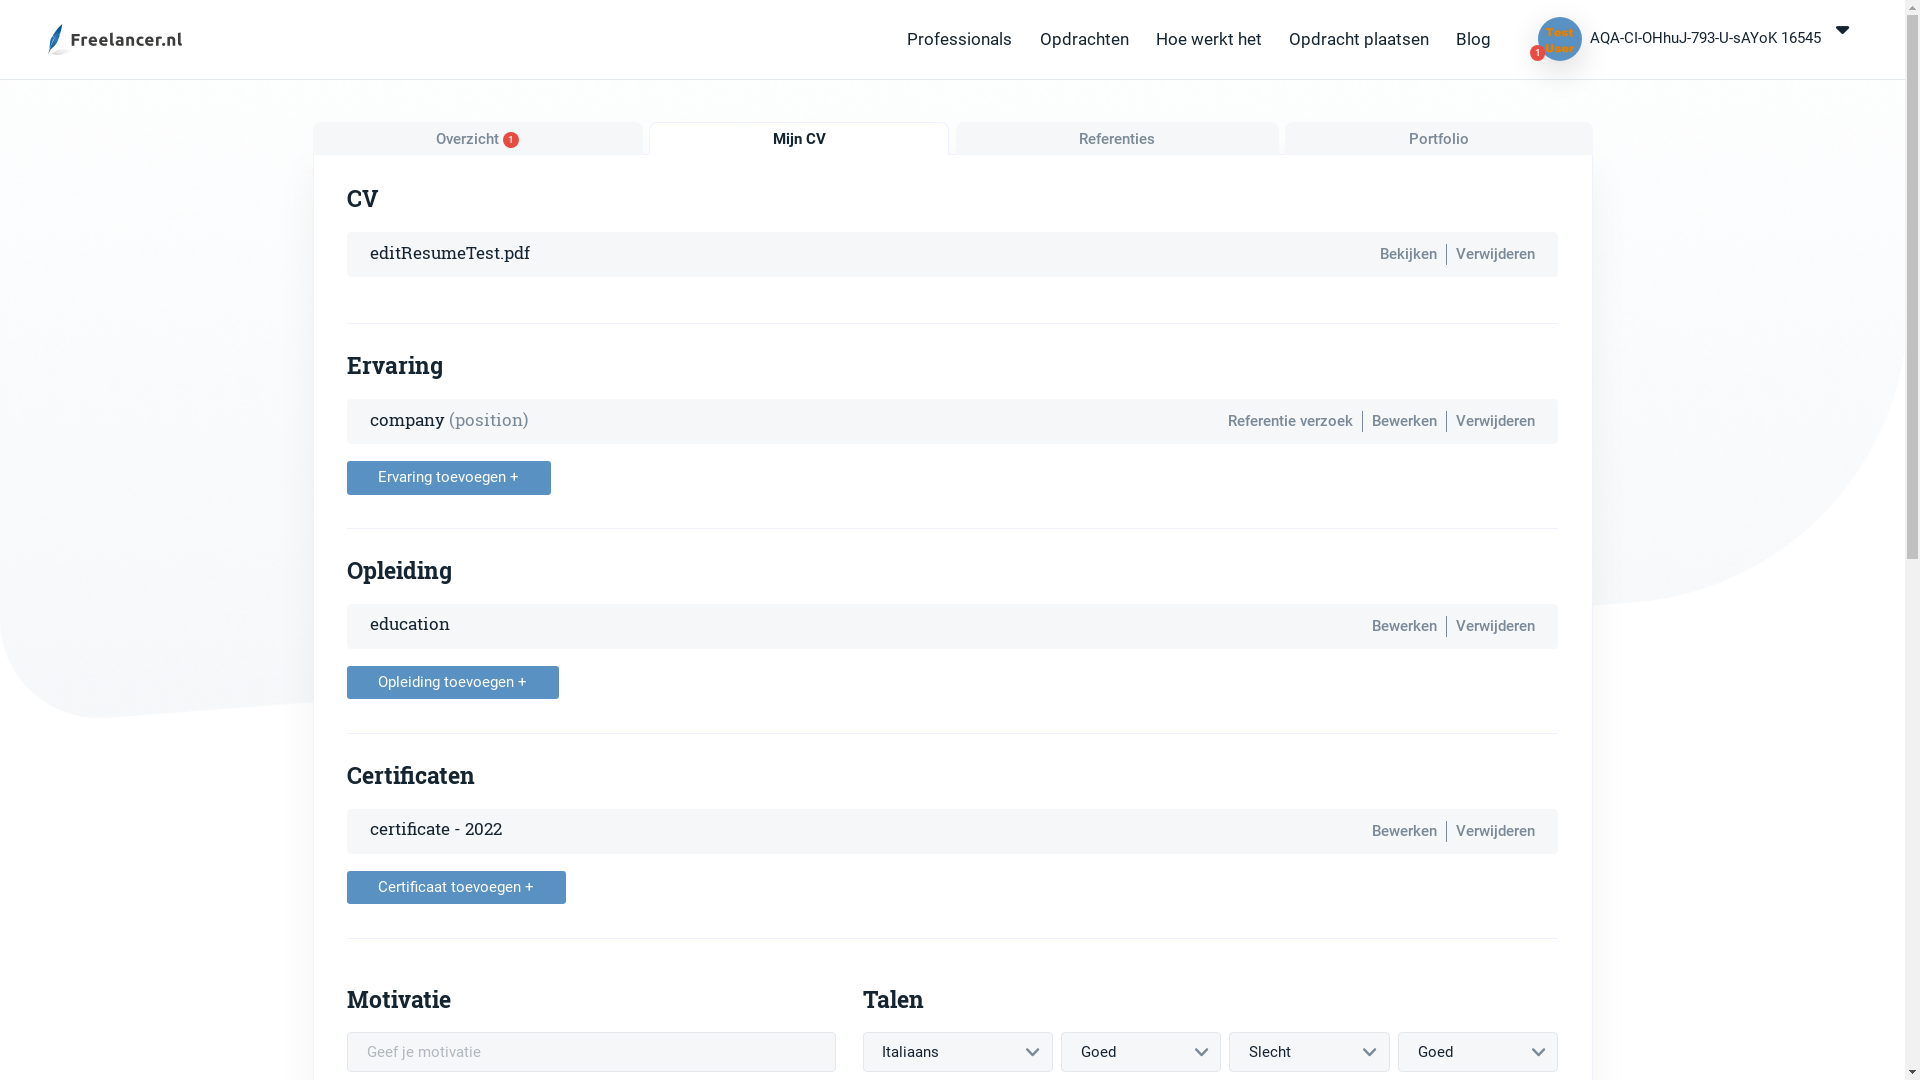 Freelancer.nl
Professionals
Opdrachten
Hoe werkt het
Opdracht plaatsen
Blog
Test User
1
AQA-CI-OHhuJ-793-U-sAYoK 16545
Overzicht 1
Mijn CV
Referenties
Portfolio
CV
editResumeTest.pdf
Bekijken
Verwijderen
Ervaring
company (position)
Referentie verzoek
Bewerken
Verwijderen
Ervaring toevoegen +
Opleiding
education
Bewerken
Verwijderen
Opleiding toevoegen +
Certificaten
certificate - 2022
Bewerken
Verwijderen
Certificaat toevoegen +
Motivatie
Geef je motivatie
Talen
Italiaans
Goed
Slecht
Goed